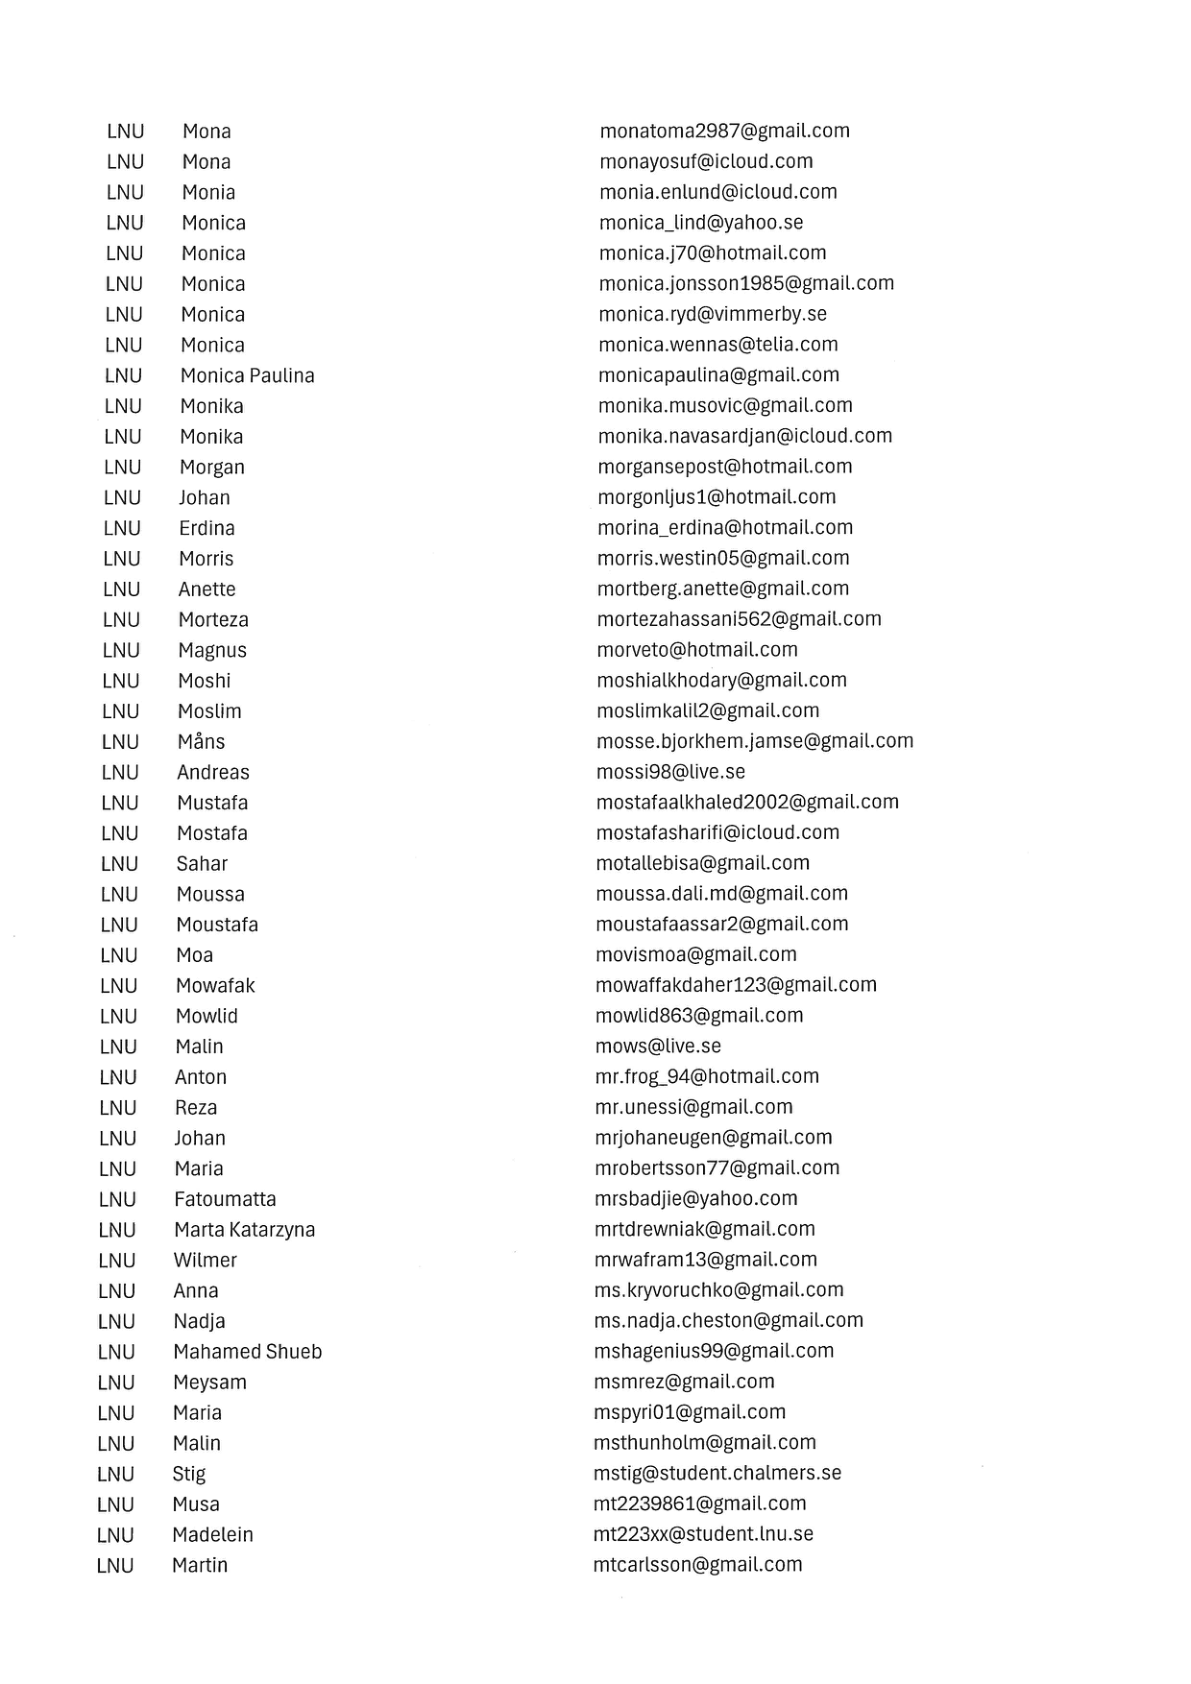 LNU Mona monatoma2987@gmail.com
LNU Mona monayosuf@icloud.com
LNU Monia monia.enlund@icloud.com
LNU Monica monica_lind@yahoo.se
LNU Monica monica.j70@hotmail.com
LNU Monica monica.jonsson1985@gmail.com
LNU Monica monica.ryd@vimmerby.se
LNU Monica monica.wennas@telia.com
LNU Monica Paulina monicapaulina@gmail.com
LNU Monika monika.musovic@gmail.com
LNU Monika monika.navasardjan@icloud.com
LNU Morgan morgansepost@hotmail.com
LNU Johan morgonljus1@hotmail.com
LNU Erdina morina_erdina@hotmail.com
LNU Morris morris.westin05@gmail.com
LNU Anette mortberg.anette@gmail.com
LNU Morteza mortezahassani562@gmail.com
LNU Magnus morveto@hotmail.com
LNU Moshi moshialkhodary@gmail.com
LNU Moslim moslimkalil2@gmail.com
LNU Måns mosse.bjorkhem.jamse@gmail.com
LNU Andreas mossi98@live.se
LNU Mustafa mostafaalkhaled2002@gmail.com
LNU Mostafa mostafasharifi@icloud.com
LNU Sahar motallebisa@gmail.com
LNU Moussa moussa.dali.md@gmail.com
LNU Moustafa moustafaassar2@gmail.com
LNU Moa movismoa@gmail.com
LNU Mowafak mowaffakdaher123@gmail.com
LNU Mowlid mowlid863@gmail.com
LNU Malin mows@live.se
LNU Anton mr.frog_94@hotmail.com
LNU Reza mr.unessi@gmail.com
LNU Johan mrjohaneugen@gmail.com
LNU Maria mrobertsson77@gmail.com
LNU Fatoumatta mrsbadjie@yahoo.com
LNU Marta Katarzyna mrtdrewniak@gmail.com
LNU Wilmer mrwafram13@gmail.com
LNU Anna ms.kryvoruchko@gmail.com
LNU Nadja ms.nadja.cheston@gmail.com
LNU Mahamed Shueb mshagenius99@gmail.com
LNU Meysam msmrez@gmail.com
LNU Maria mspyri01@gmail.com
LNU Malin msthunholm@gmail.com
LNU Stig mstig@student.chalmers.se
LNU Musa mt2239861@gmail.com
LNU Madelein mt223xx@student.lnu.se
LNU Martin mtcarlsson@gmail.com